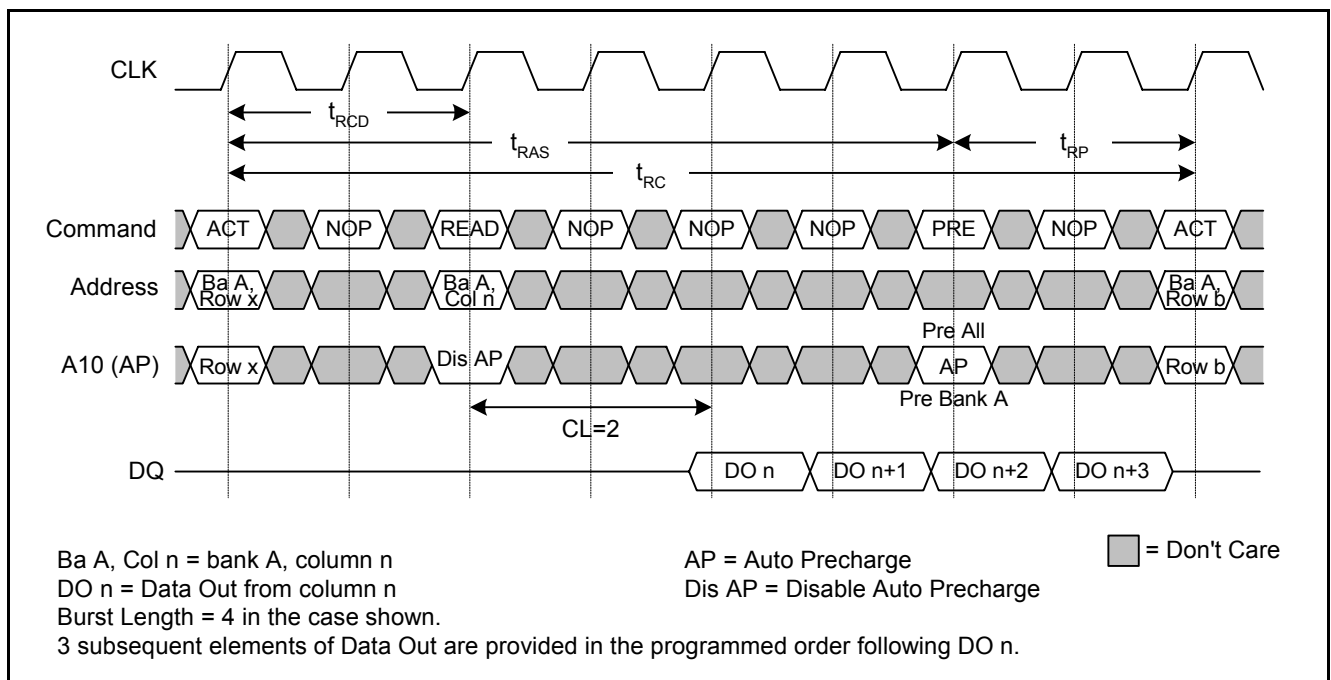 CLK
tRCD
tRAS
tRP
tRC
Command ACT NOP READ NOP NOP NOP PRE NOP ACT
Address Ba A, Row x Ba A, Col n Ba A, Row b
Pre All
A10 (AP) Row x Dis AP AP Row b
Pre Bank A
CL=2
DQ DO n DO n+1 DO n+2 DO n+3
Ba A, Col n = bank A, column n
DO n = Data Out from column n
Burst Length = 4 in the case shown.
3 subsequent elements of Data Out are provided in the programmed order following DO n.
AP = Auto Precharge
Dis AP = Disable Auto Precharge
= Don't Care